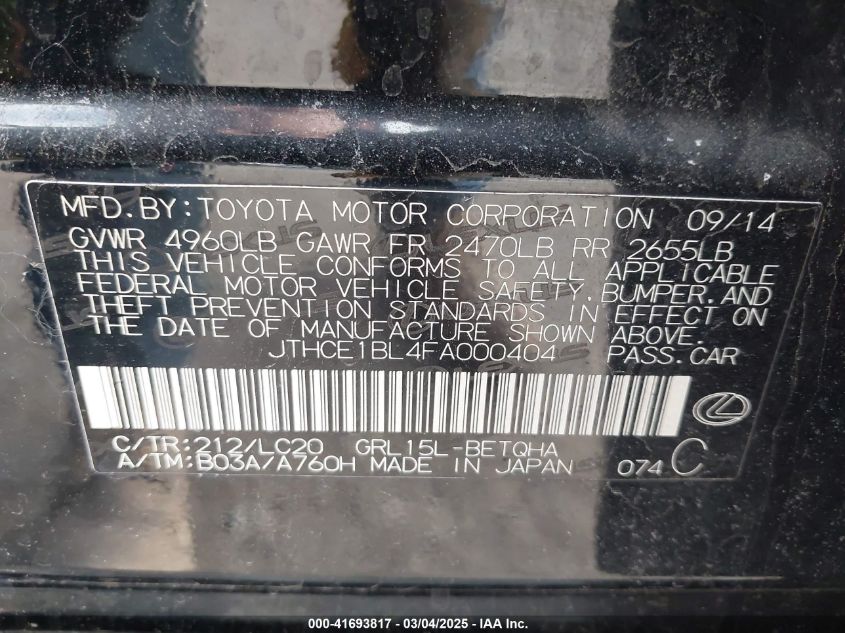 MFD.BY:TOYOTA MOTOR CORPORATION 09/14
GVWR 4960LB GAWR FR 2470LB RR 2655LB
THIS VEHICLE CONFORMS TO ALL APPLICABLE
FEDERAL MOTOR VEHICLE SAFETY,BUMPER,AND
THEFT PREVENTION STANDARDS IN EFFECT ON
THE DATE OF MANUFACTURE SHOWN ABOVE.
JTHCE1BL4FA000404 PASS.CAR
C/TR:212/LC20 GRL15L-BETQHA
A/TM:B03A/A760H MADE IN JAPAN 074 C
000-41693817 - 03/04/2025 - IAA Inc.